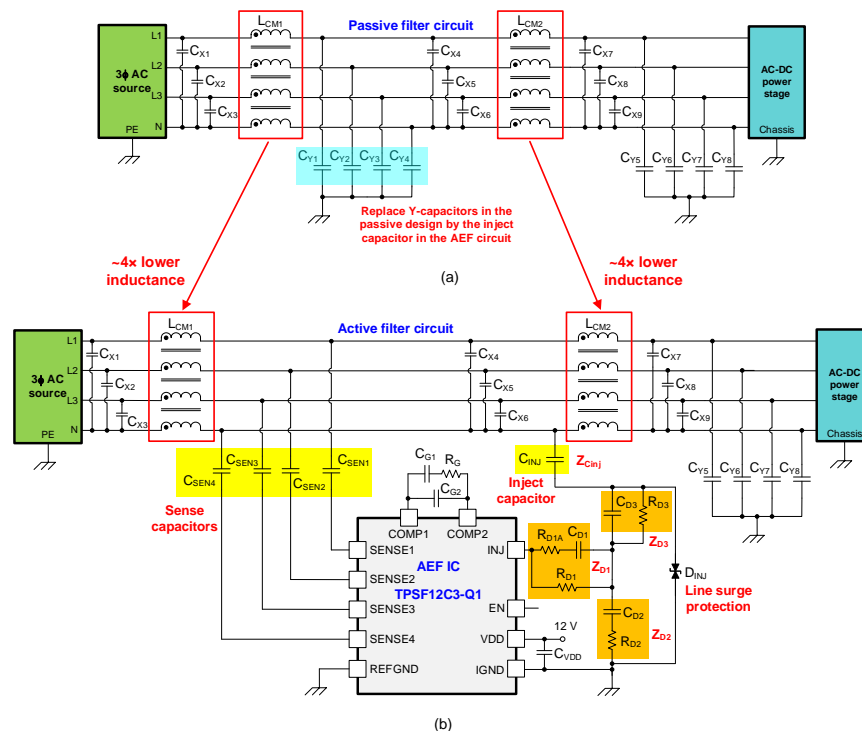 Passive filter circuit
L1
L2
L3
N
PE
3ϕ AC
source
CX1
CX2
CX3
LCM1
CX4
CX5
CX6
LCM2
CX7
CX8
CX9
AC-DC
power
stage
Chassis
CY1 CY2 CY3 CY4
CY5 CY6 CY7 CY8
Replace Y-capacitors in the
passive design by the inject
capacitor in the AEF circuit
~4× lower
inductance
~4× lower
inductance
(a)
Active filter circuit
L1
L2
L3
N
PE
3ϕ AC
source
CX1
CX2
CX3
LCM1
CX4
CX5
CX6
LCM2
CX7
CX8
CX9
AC-DC
power
stage
Chassis
CY5 CY6 CY7 CY8
CSEN4
CSEN3
CSEN2
CSEN1
Sense
capacitors
CG1
RG
CG2
CINJ
ZCinj
Inject
capacitor
COMP1
COMP2
SENSE1
SENSE2
SENSE3
SENSE4
REFGND
AEF IC
TPSF12C3-Q1
INJ
EN
VDD
IGND
RD1A
CD1
RD1
ZD1
CD3
RD3
ZD3
CD2
RD2
ZD2
DINJ
Line surge
protection
12 V
CVDD
(b)